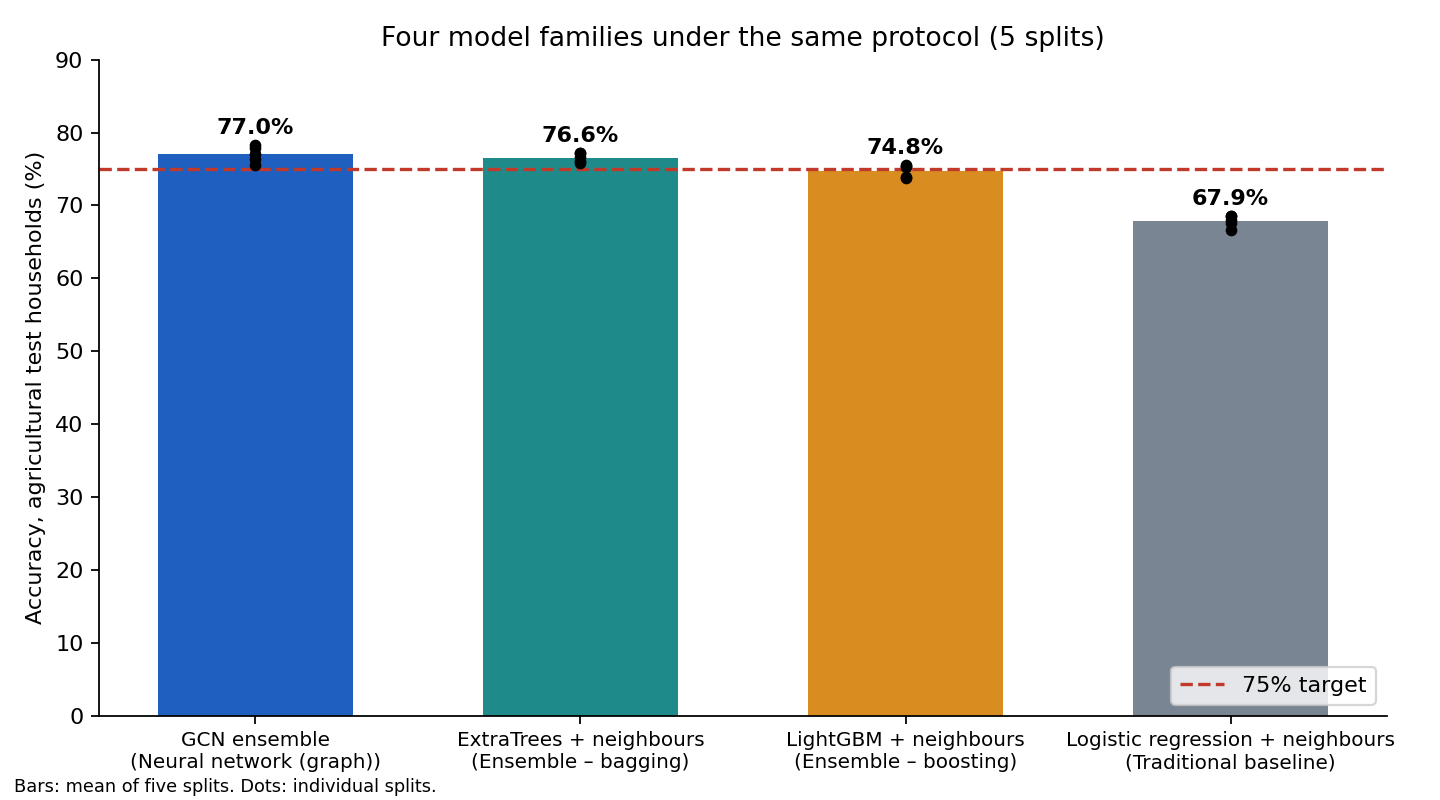 Four model families under the same protocol (5 splits)
Accuracy, agricultural test households (%)
90
80
70
60
50
40
30
20
10
0
77.0%
76.6%
74.8%
67.9%
75% target
GCN ensemble
(Neural network (graph))
ExtraTrees + neighbours
(Ensemble – bagging)
LightGBM + neighbours
(Ensemble – boosting)
Logistic regression + neighbours
(Traditional baseline)
Bars: mean of five splits. Dots: individual splits.